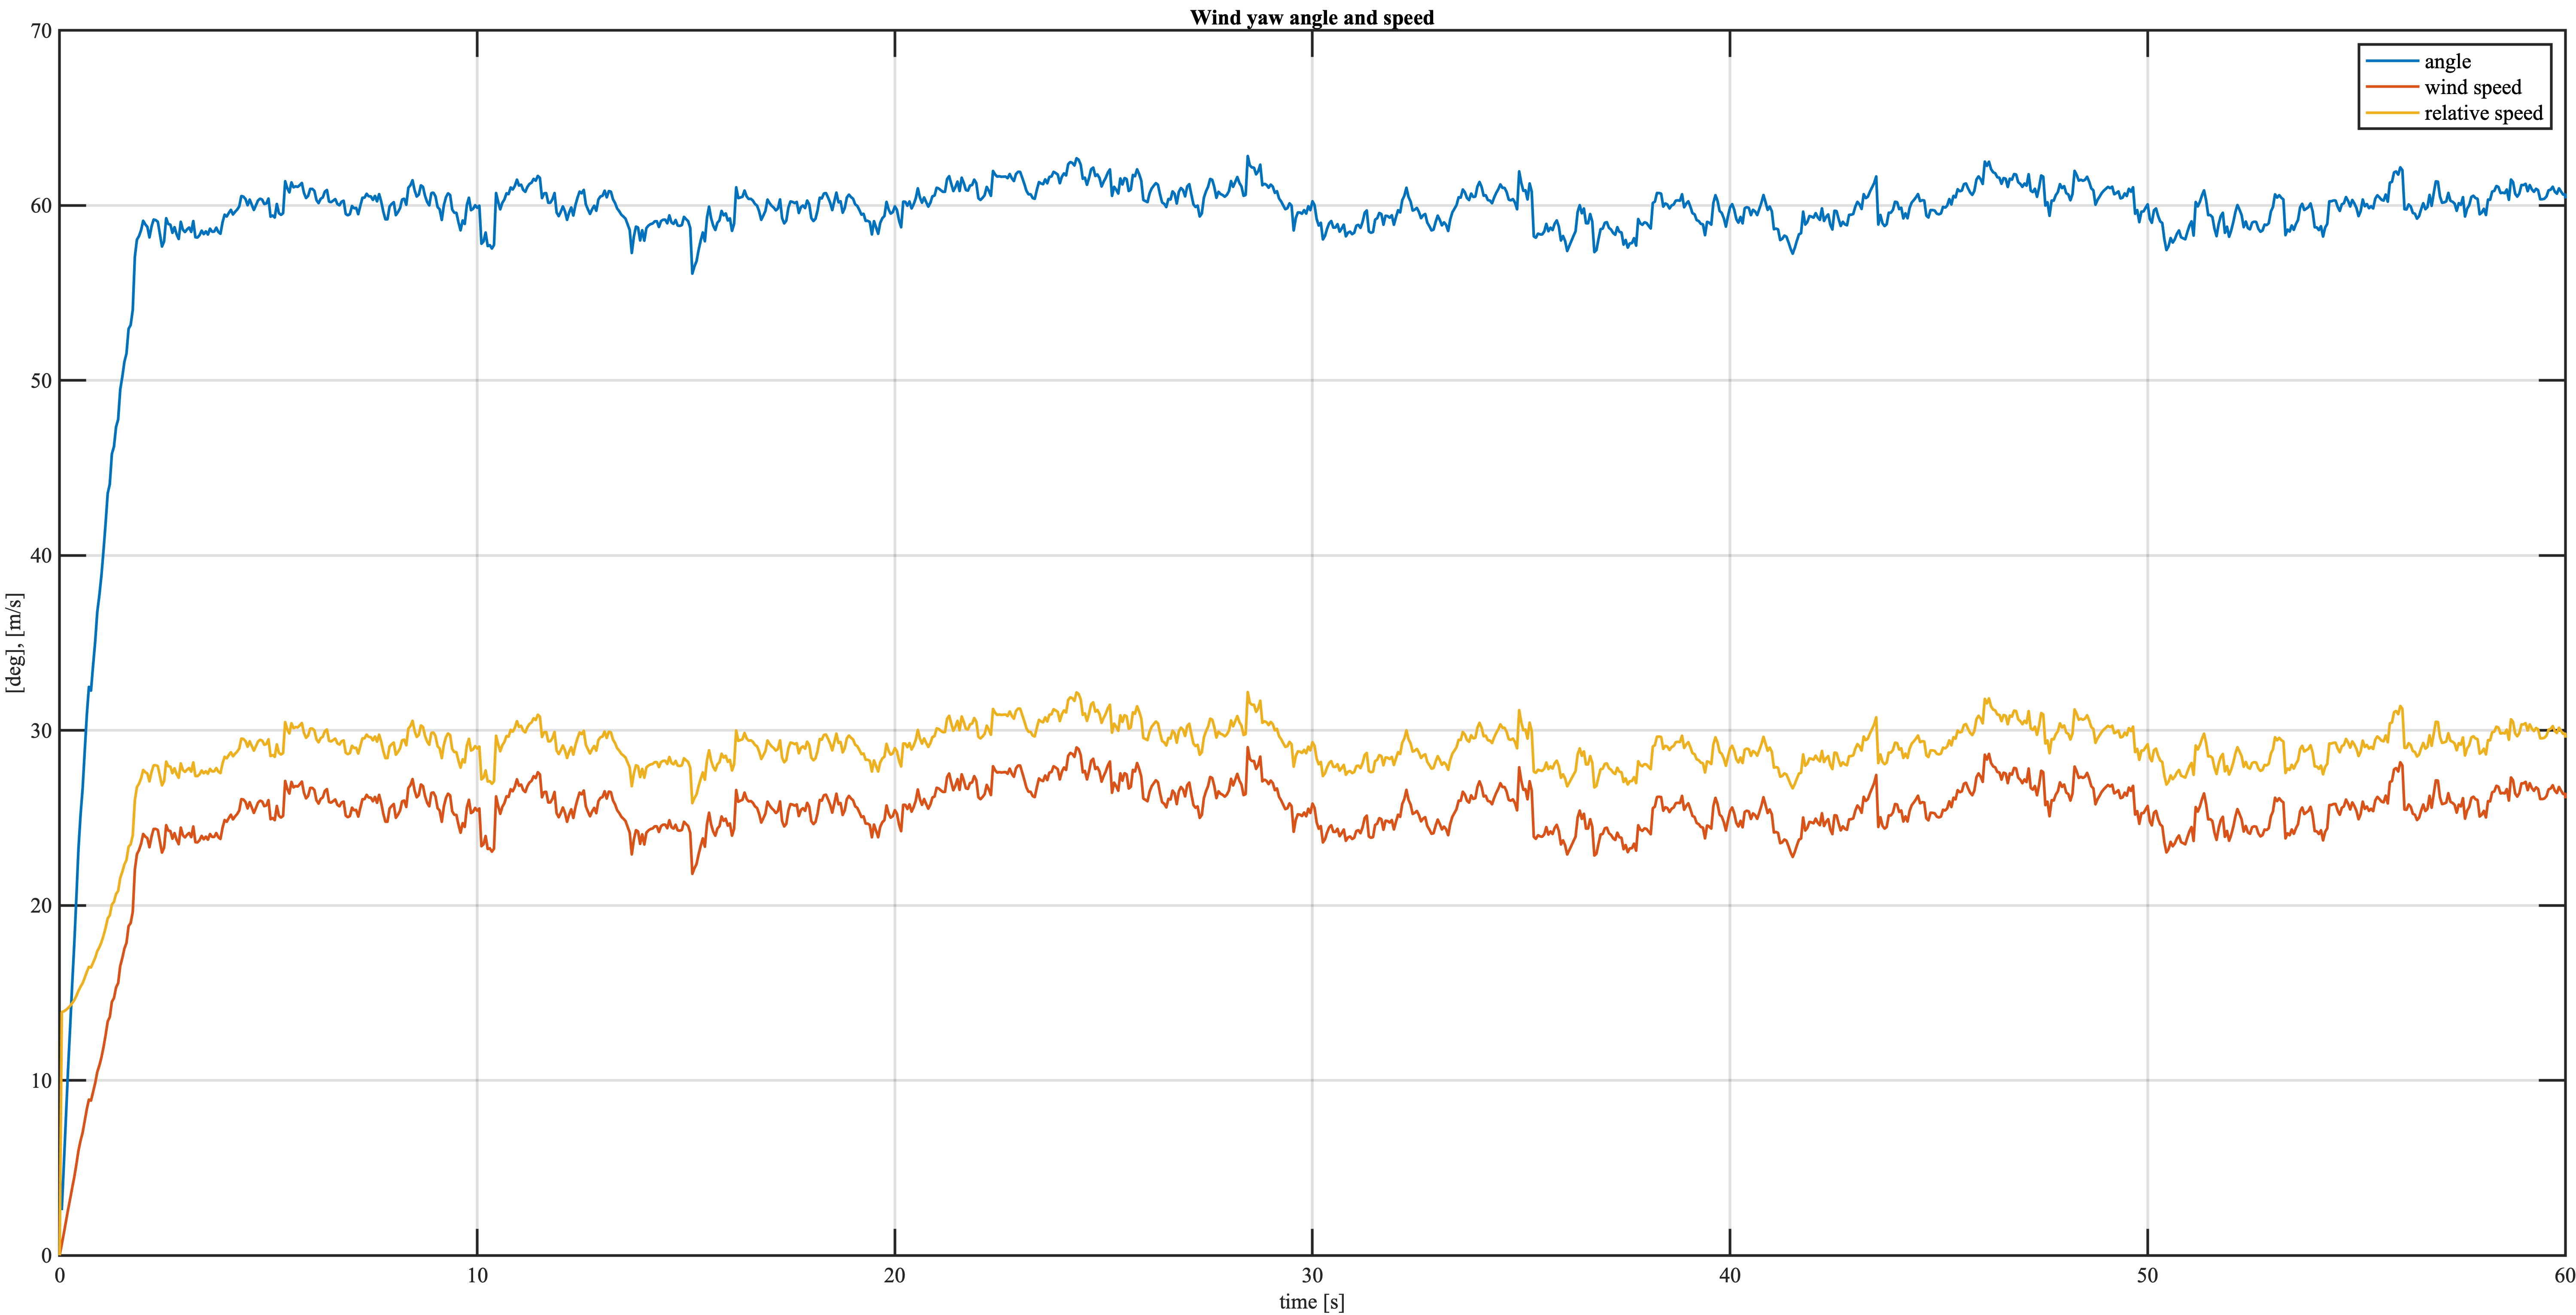 Wind yaw angle and speed
70
60
50
40
30
20
10
0
[deg], [m/s]
angle
wind speed
relative speed
0 10 20 30 40 50 60
time [s]